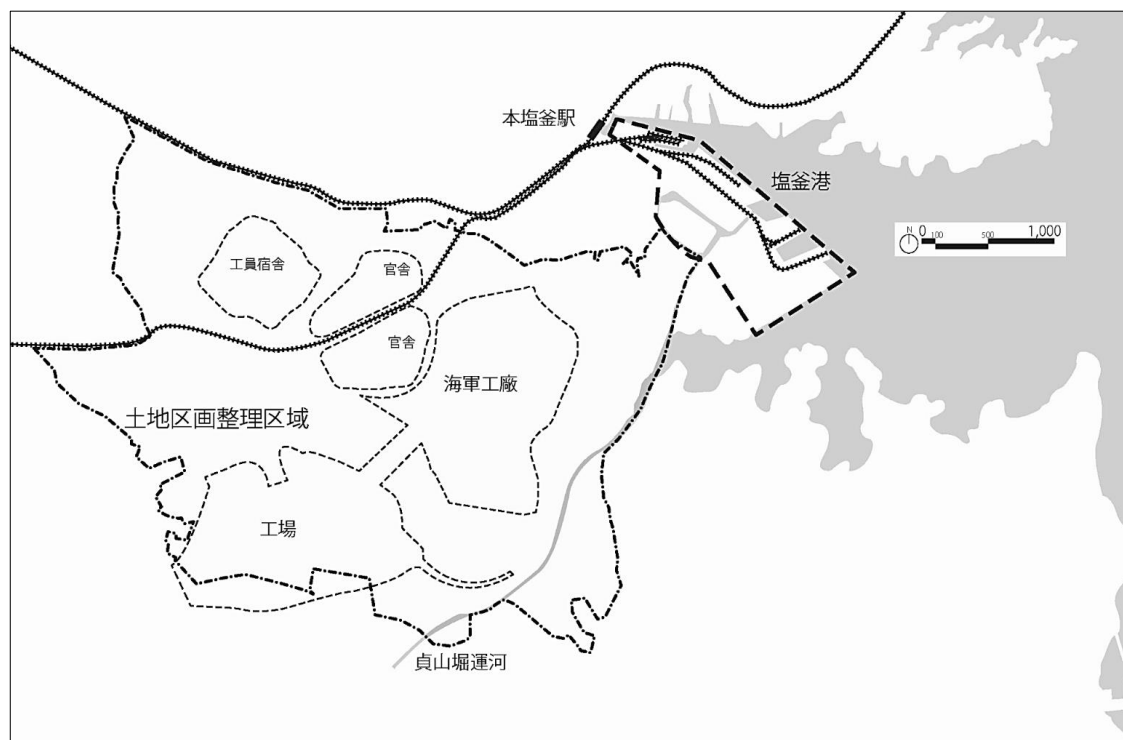 本塩釜駅
塩釜港
N 0 100 500 1,000
工員宿舎
官舎
官舎
海軍工廠
土地区画整理区域
工場
貞山堀運河